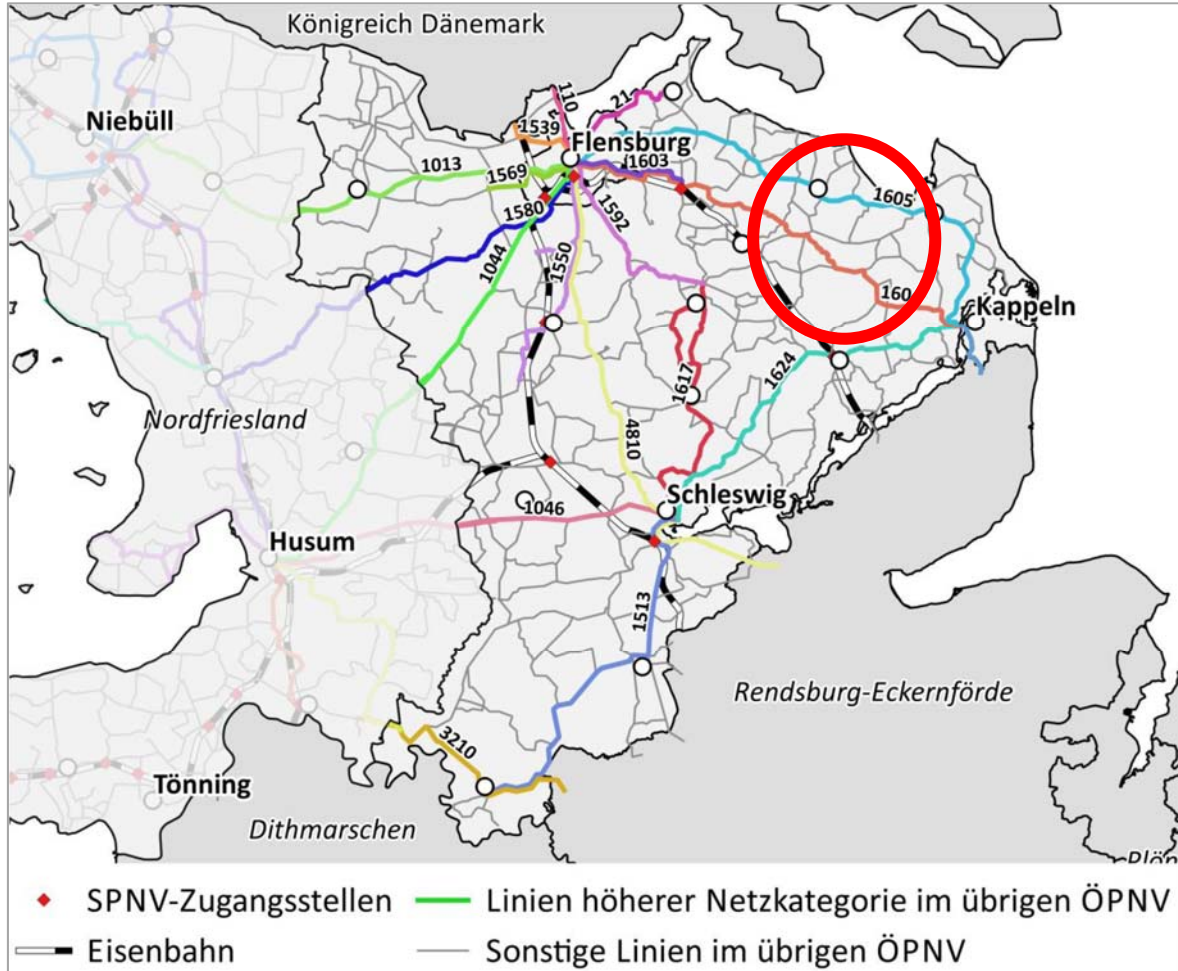 Königreich Dänemark
Niebüll
110
21
1539
Flensburg
1013
1569
1603
1580
1592
1605
1044
1550
160
Kappeln
1624
1617
Nordfriesland
4810
Schleswig
1046
Husum
1513
Rendsburg-Eckernförde
3210
Tönning
Dithmarschen
Plön
SPNV-Zugangsstellen
Linien höherer Netzkategorie im übrigen ÖPNV
Eisenbahn
Sonstige Linien im übrigen ÖPNV